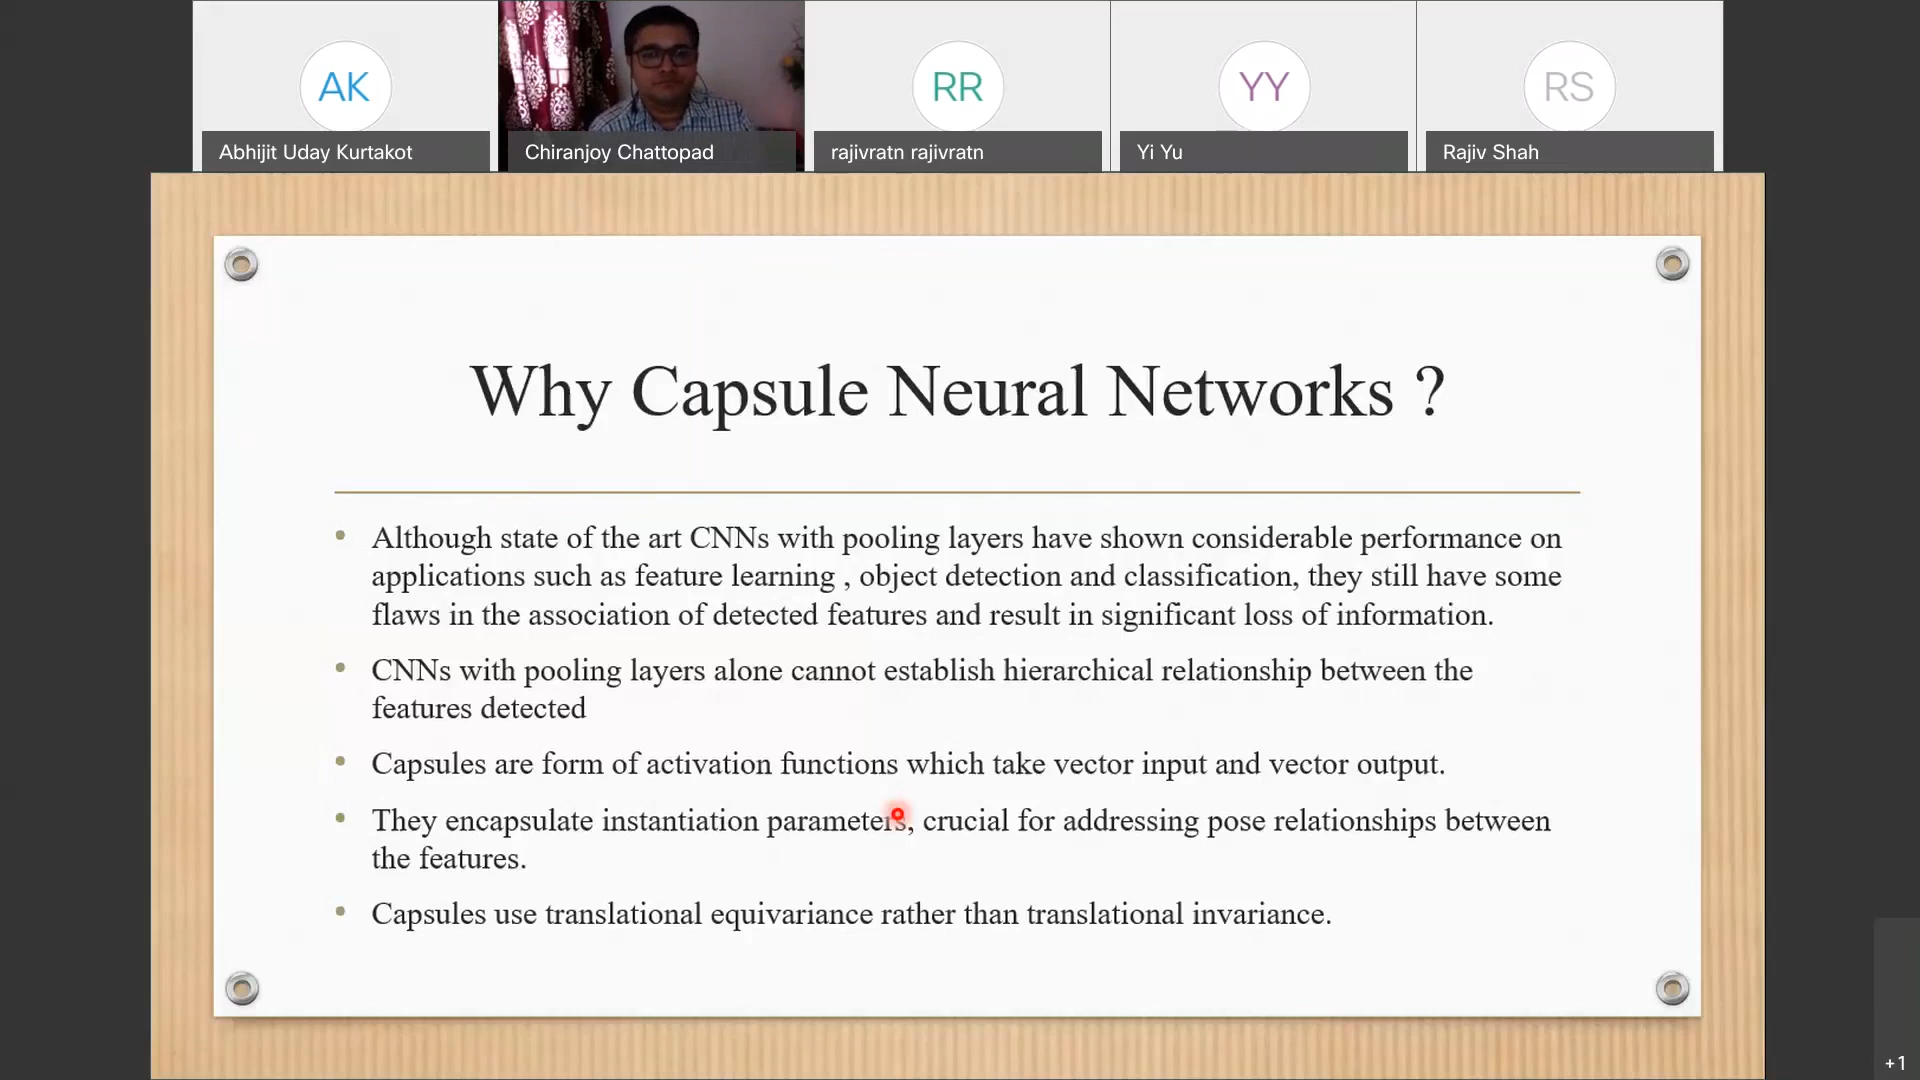 AK
RR
YY
RS
Abhijit Uday Kurtakot
Chiranjoy Chattopad
rajivratn rajivratn
Yi Yu
Rajiv Shah
Why Capsule Neural Networks ?
• Although state of the art CNNs with pooling layers have shown considerable performance on
applications such as feature learning , object detection and classification, they still have some
flaws in the association of detected features and result in significant loss of information.
• CNNs with pooling layers alone cannot establish hierarchical relationship between the
features detected
• Capsules are form of activation functions which take vector input and vector output.
• They encapsulate instantiation parameters, crucial for addressing pose relationships between
the features.
• Capsules use translational equivariance rather than translational invariance.
+1